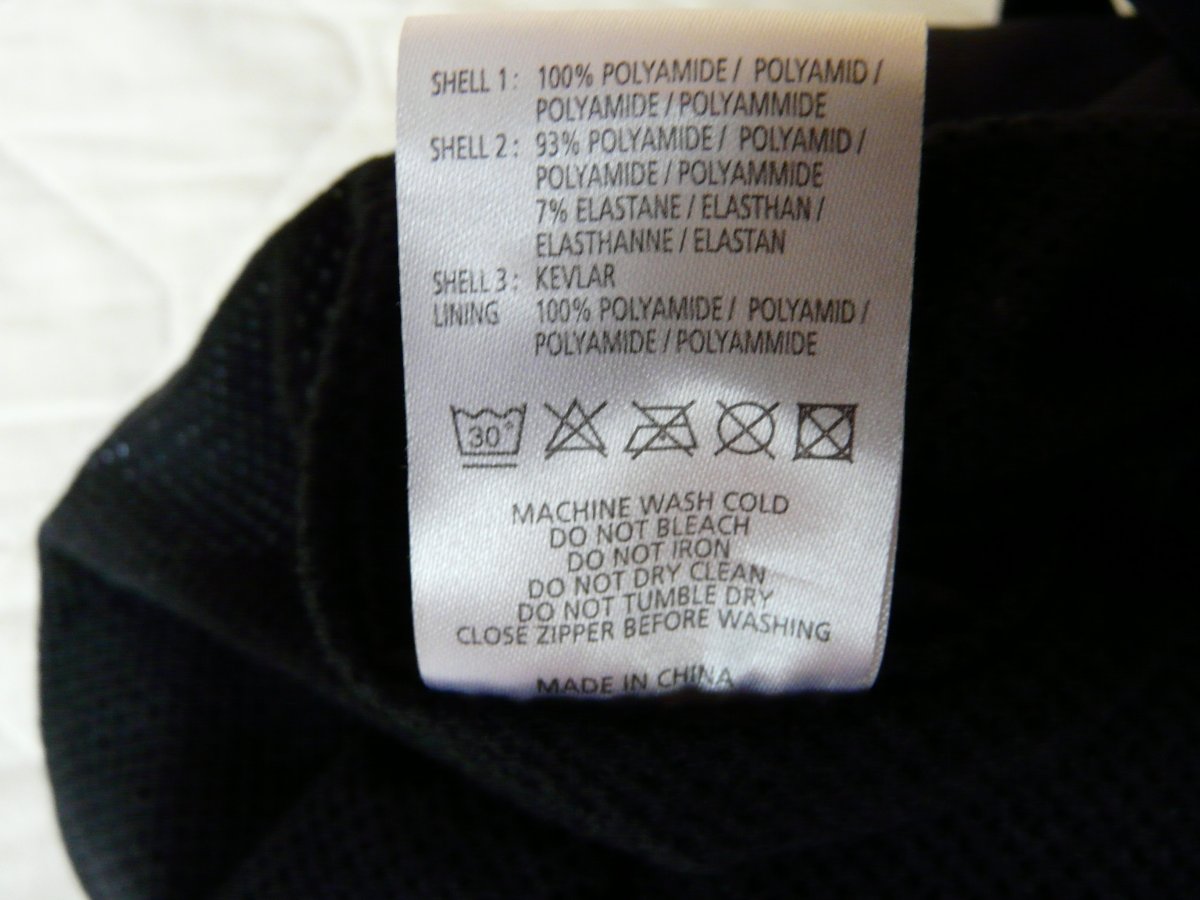 SHELL 1: 100% POLYAMIDE / POLYAMID /
POLYAMIDE / POLYAMMIDE
SHELL 2: 93% POLYAMIDE / POLYAMID /
POLYAMIDE / POLYAMMIDE
7% ELASTANE / ELASTHAN /
ELASTHANNE / ELASTAN
SHELL 3: KEVLAR
LINING 100% POLYAMIDE / POLYAMID /
POLYAMIDE / POLYAMMIDE
30°
MACHINE WASH COLD
DO NOT BLEACH
DO NOT IRON
DO NOT DRY CLEAN
DO NOT TUMBLE DRY
CLOSE ZIPPER BEFORE WASHING
MADE IN CHINA